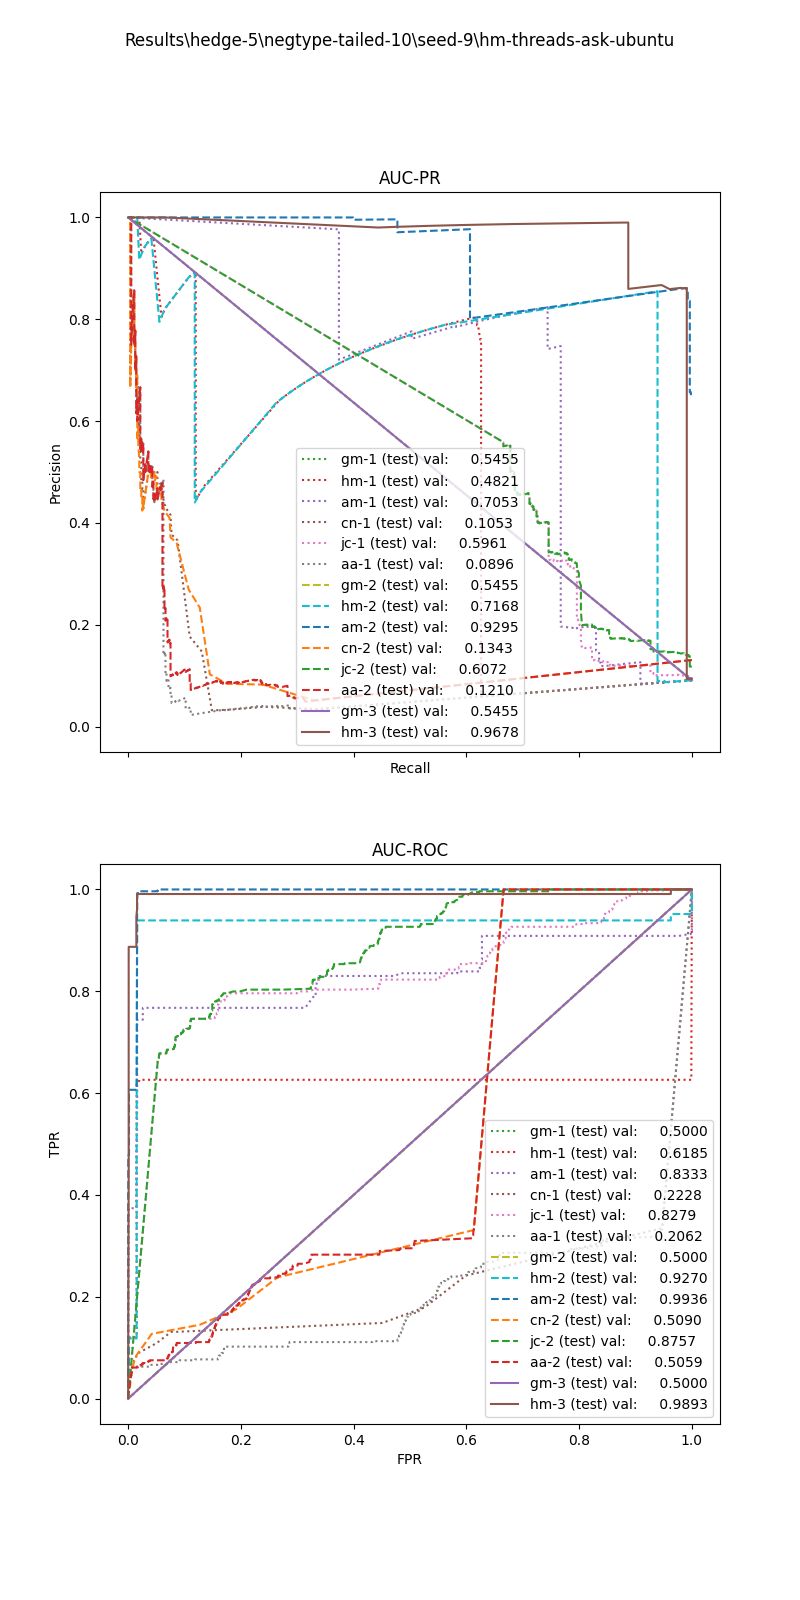 Results\hedge-5\negtype-tailed-10\seed-9\hm-threads-ask-ubuntu
AUC-PR
1.0
0.8
0.6
0.4
0.2
0.0
Precision
gm-1 (test) val: 0.5455
hm-1 (test) val: 0.4821
am-1 (test) val: 0.7053
cn-1 (test) val: 0.1053
jc-1 (test) val: 0.5961
aa-1 (test) val: 0.0896
gm-2 (test) val: 0.5455
hm-2 (test) val: 0.7168
am-2 (test) val: 0.9295
cn-2 (test) val: 0.1343
jc-2 (test) val: 0.6072
aa-2 (test) val: 0.1210
gm-3 (test) val: 0.5455
hm-3 (test) val: 0.9678
Recall
AUC-ROC
1.0
0.8
0.6
0.4
0.2
0.0
TPR
gm-1 (test) val: 0.5000
hm-1 (test) val: 0.6185
am-1 (test) val: 0.8333
cn-1 (test) val: 0.2228
jc-1 (test) val: 0.8279
aa-1 (test) val: 0.2062
gm-2 (test) val: 0.5000
hm-2 (test) val: 0.9270
am-2 (test) val: 0.9936
cn-2 (test) val: 0.5090
jc-2 (test) val: 0.8757
aa-2 (test) val: 0.5059
gm-3 (test) val: 0.5000
hm-3 (test) val: 0.9893
0.0 0.2 0.4 0.6 0.8 1.0
FPR